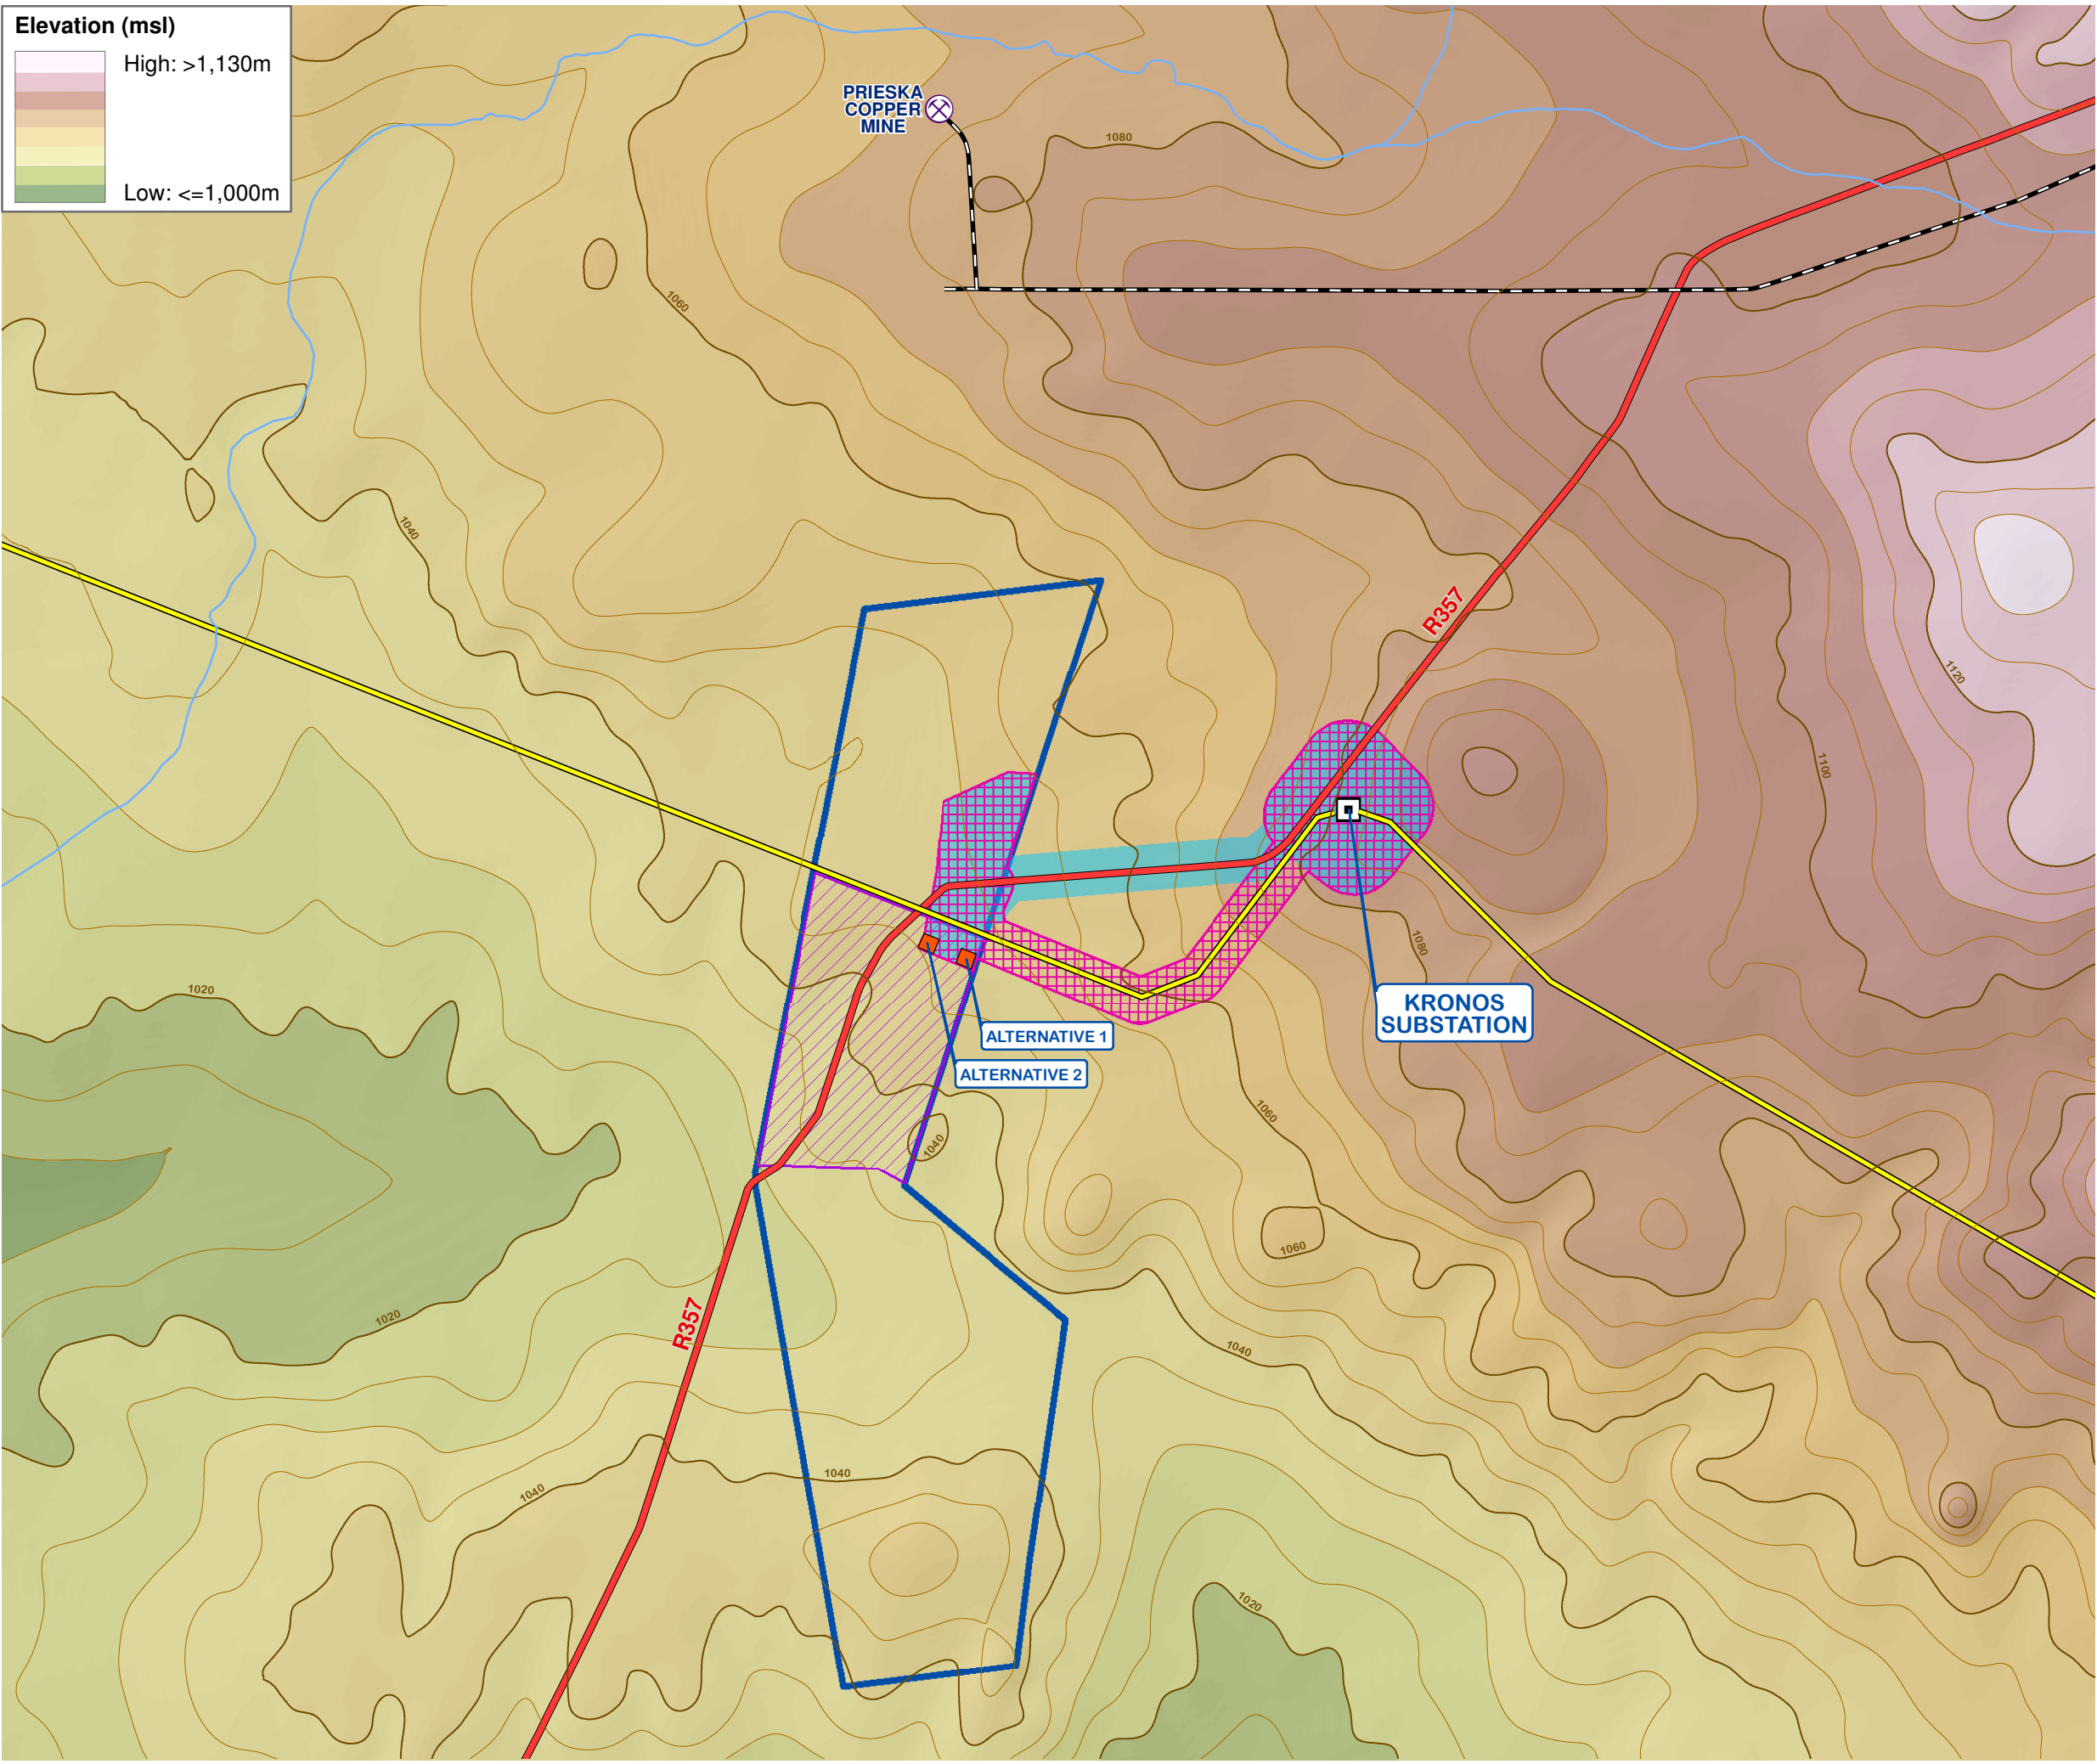 Elevation (msl)
High: >1,130m
Low: <=1,000m
PRIESKA
COPPER
MINE
1080
1060
1040
R357
1120
1100
1080
KRONOS
SUBSTATION
1020
ALTERNATIVE 1
ALTERNATIVE 2
1060
1040
1060
R357
1020
1040
1040
1040
1020